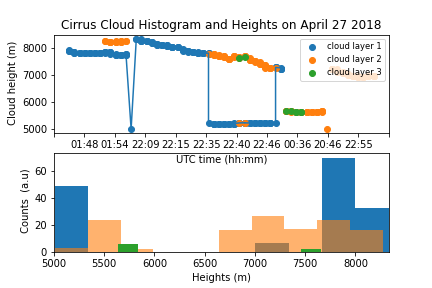 Cirrus Cloud Histogram and Heights on April 27 2018
Cloud height (m)
8000
7000
6000
5000
cloud layer 1
cloud layer 2
cloud layer 3
01:48 01:54 22:09 22:15 22:35 22:40 22:46 00:36 20:46 22:55
UTC time (hh:mm)
Counts (a.u)
60
40
20
0
5000 5500 6000 6500 7000 7500 8000
Heights (m)